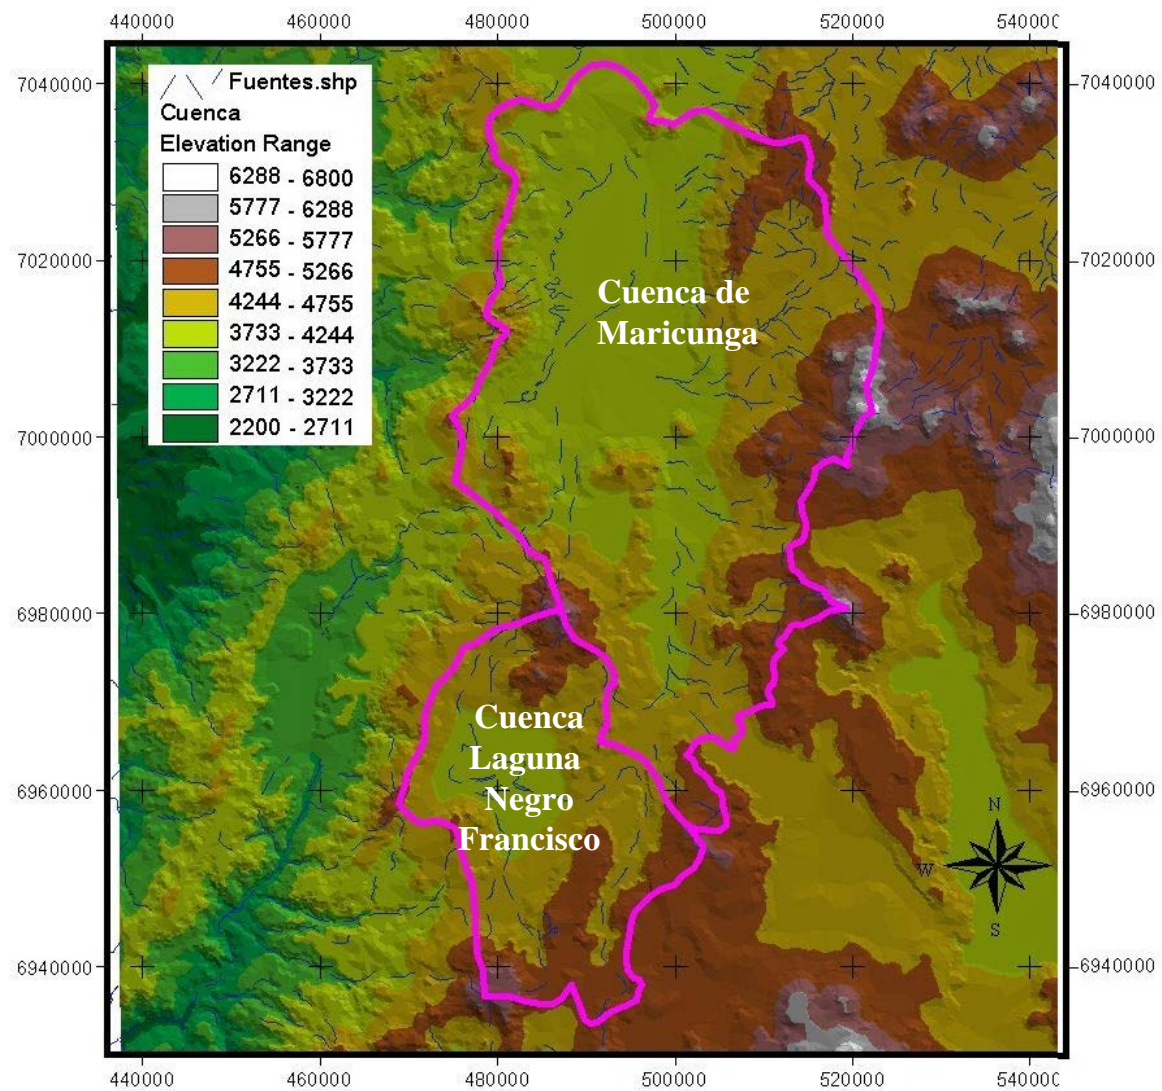 440000 460000 480000 500000 520000 540000
7040000 7040000
Fuentes.shp
Cuenca
Elevation Range
6288 - 6800
5777 - 6288
5266 - 5777
4755 - 5266
4244 - 4755
3733 - 4244
3222 - 3733
2711 - 3222
2200 - 2711
7020000 7020000
Cuenca de
Maricunga
7000000 7000000
6980000 6980000
Cuenca
Laguna
Negro
Francisco
6960000 6960000
N
W
S
6940000 6940000
440000 460000 480000 500000 520000 540000